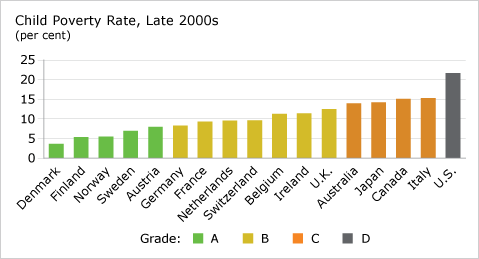 Child Poverty Rate, Late 2000s
(per cent)
25
20
15
10
5
0
Denmark
Finland
Norway
Sweden
Austria
Germany
France
Netherlands
Switzerland
Belgium
Ireland
U.K.
Australia
Japan
Canada
Italy
U.S.
Grade: A B C D